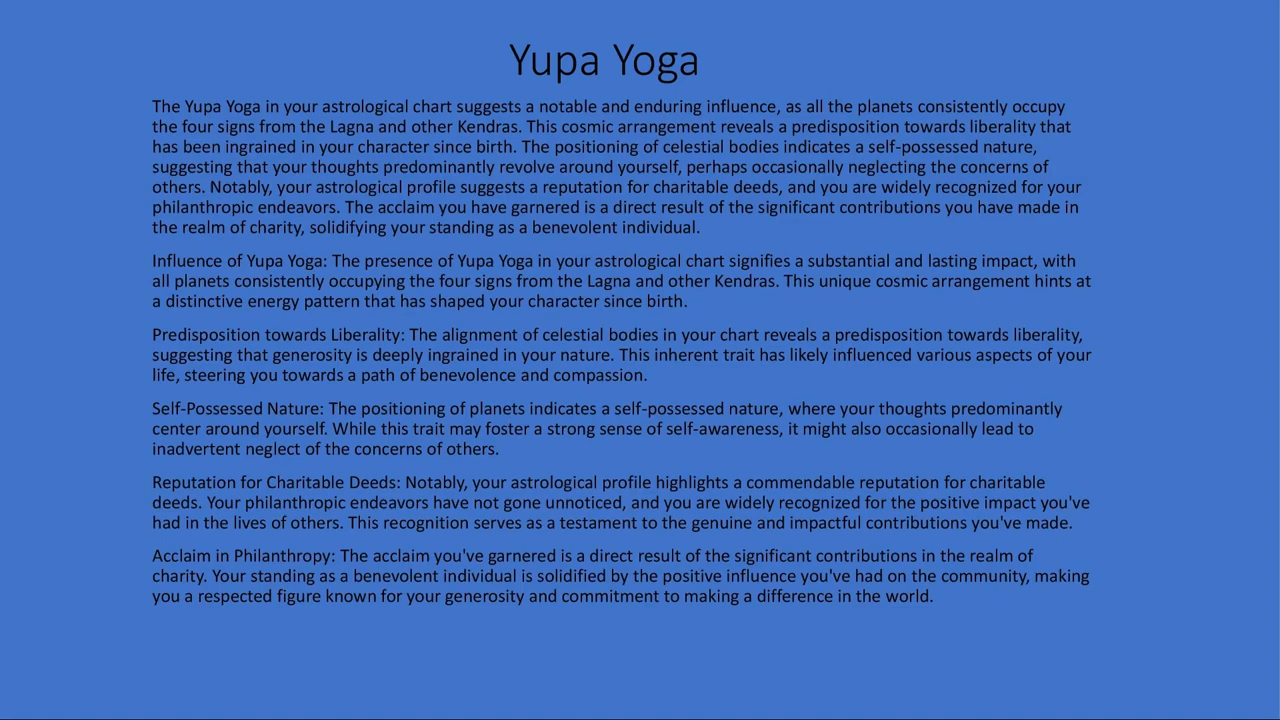 Yupa Yoga
The Yupa Yoga in your astrological chart suggests a notable and enduring influence, as all the planets consistently occupy
the four signs from the Lagna and other Kendras. This cosmic arrangement reveals a predisposition towards liberality that
has been ingrained in your character since birth. The positioning of celestial bodies indicates a self-possessed nature,
suggesting that your thoughts predominantly revolve around yourself, perhaps occasionally neglecting the concerns of
others. Notably, your astrological profile suggests a reputation for charitable deeds, and you are widely recognized for your
philanthropic endeavors. The acclaim you have garnered is a direct result of the significant contributions you have made in
the realm of charity, solidifying your standing as a benevolent individual.
Influence of Yupa Yoga: The presence of Yupa Yoga in your astrological chart signifies a substantial and lasting impact, with
all planets consistently occupying the four signs from the Lagna and other Kendras. This unique cosmic arrangement hints at
a distinctive energy pattern that has shaped your character since birth.
Predisposition towards Liberality: The alignment of celestial bodies in your chart reveals a predisposition towards liberality,
suggesting that generosity is deeply ingrained in your nature. This inherent trait has likely influenced various aspects of your
life, steering you towards a path of benevolence and compassion.
Self-Possessed Nature: The positioning of planets indicates a self-possessed nature, where your thoughts predominantly
center around yourself. While this trait may foster a strong sense of self-awareness, it might also occasionally lead to
inadvertent neglect of the concerns of others.
Reputation for Charitable Deeds: Notably, your astrological profile highlights a commendable reputation for charitable
deeds. Your philanthropic endeavors have not gone unnoticed, and you are widely recognized for the positive impact you've
had in the lives of others. This recognition serves as a testament to the genuine and impactful contributions you've made.
Acclaim in Philanthropy: The acclaim you've garnered is a direct result of the significant contributions in the realm of
charity. Your standing as a benevolent individual is solidified by the positive influence you've had on the community, making
you a respected figure known for your generosity and commitment to making a difference in the world.